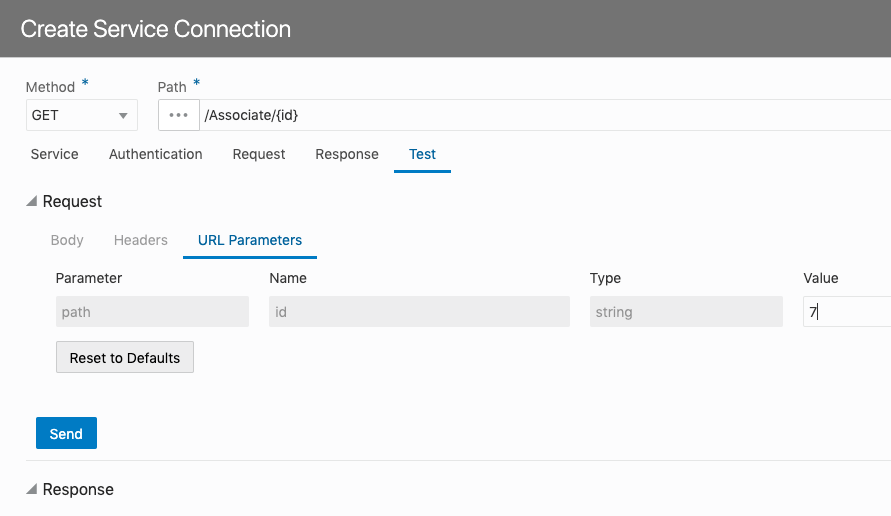 Create Service Connection
Method * Path *
GET ••• /Associate/{id}
Service Authentication Request Response Test
Request
Body Headers URL Parameters
Parameter Name Type Value
path id string 7
Reset to Defaults
Send
Response